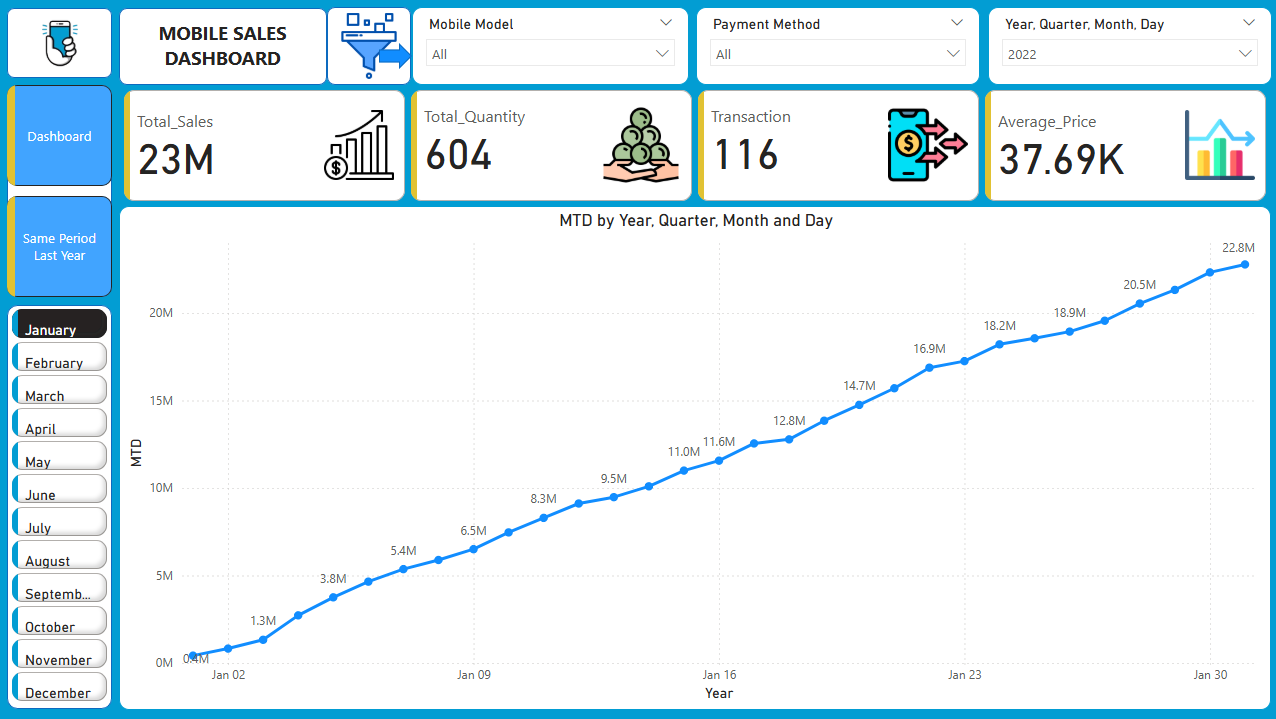 MOBILE SALES
DASHBOARD
Mobile Model
All
Payment Method
All
Year, Quarter, Month, Day
2022
Dashboard
Same Period
Last Year
Total_Sales
23M
Total_Quantity
604
Transaction
116
Average_Price
37.69K
January
February
March
April
May
June
July
August
Septemb...
October
November
December
MTD by Year, Quarter, Month and Day
MTD
20M
15M
10M
5M
0M
0.4M
1.3M
3.8M
5.4M
6.5M
8.3M
9.5M
11.0M
11.6M
12.8M
14.7M
16.9M
18.2M
18.9M
20.5M
22.8M
Jan 02
Jan 09
Jan 16
Jan 23
Jan 30
Year